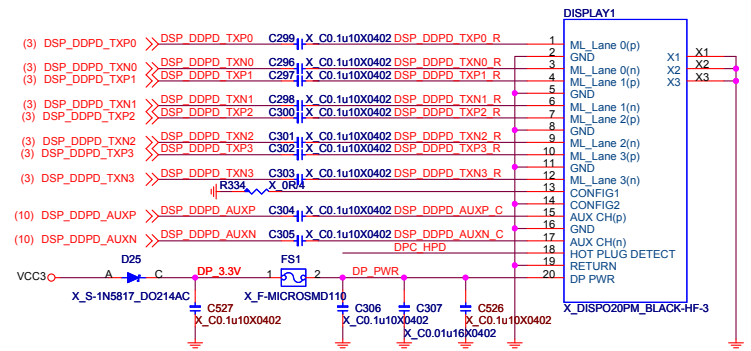 DISPLAY1
(3) DSP_DDPD_TXP0 DSP_DDPD_TXP0 C299 X_C0.1u10X0402 DSP_DDPD_TXP0_R 1 ML_Lane 0(p)
2 GND X1 X1
(3) DSP_DDPD_TXN0 DSP_DDPD_TXN0 C296 X_C0.1u10X0402 DSP_DDPD_TXN0_R 3 ML_Lane 0(n) X2 X2
(3) DSP_DDPD_TXP1 DSP_DDPD_TXP1 C297 X_C0.1u10X0402 DSP_DDPD_TXP1_R 4 ML_Lane 1(p) X3 X3
5 GND
(3) DSP_DDPD_TXN1 DSP_DDPD_TXN1 C298 X_C0.1u10X0402 DSP_DDPD_TXN1_R 6 ML_Lane 1(n)
(3) DSP_DDPD_TXP2 DSP_DDPD_TXP2 C300 X_C0.1u10X0402 DSP_DDPD_TXP2_R 7 ML_Lane 2(p)
8 GND
(3) DSP_DDPD_TXN2 DSP_DDPD_TXN2 C301 X_C0.1u10X0402 DSP_DDPD_TXN2_R 9 ML_Lane 2(n)
(3) DSP_DDPD_TXP3 DSP_DDPD_TXP3 C302 X_C0.1u10X0402 DSP_DDPD_TXP3_R 10 ML_Lane 3(p)
11 GND
(3) DSP_DDPD_TXN3 DSP_DDPD_TXN3 C303 X_C0.1u10X0402 DSP_DDPD_TXN3_R 12 ML_Lane 3(n)
R334 X_0R/4 13 CONFIG1
14 CONFIG2
(10) DSP_DDPD_AUXP DSP_DDPD_AUXP C304 X_C0.1u10X0402 DSP_DDPD_AUXP_C 15 AUX CH(p)
16 GND
(10) DSP_DDPD_AUXN DSP_DDPD_AUXN C305 X_C0.1u10X0402 DSP_DDPD_AUXN_C 17 AUX CH(n)
DPC_HPD 18 HOT PLUG DETECT
D25 FS1 19 RETURN
VCC3 A C DP_3.3V 1 2 DP_PWR 20 DP PWR
X_S-1N5817_DO214AC X_F-MICROSMD110 X_DISPO20PM_BLACK-HF-3
C527 C306 C307 C526
X_C0.1u10X0402 X_C0.1u10X0402 X_C0.1u10X0402
X_C0.01u16X0402